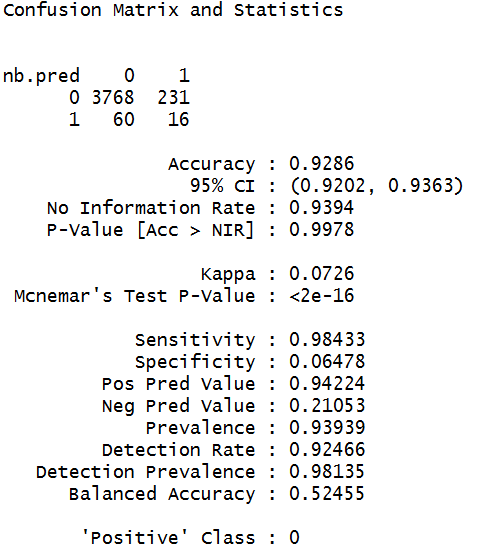 Confusion Matrix and Statistics
nb.pred    0    1
      0 3768  231
      1   60   16
Accuracy : 0.9286
95% CI : (0.9202, 0.9363)
No Information Rate : 0.9394
P-Value [Acc > NIR] : 0.9978
Kappa : 0.0726
Mcnemar's Test P-Value : <2e-16
Sensitivity : 0.98433
Specificity : 0.06478
Pos Pred Value : 0.94224
Neg Pred Value : 0.21053
Prevalence : 0.93939
Detection Rate : 0.92466
Detection Prevalence : 0.98135
Balanced Accuracy : 0.52455
'Positive' Class : 0